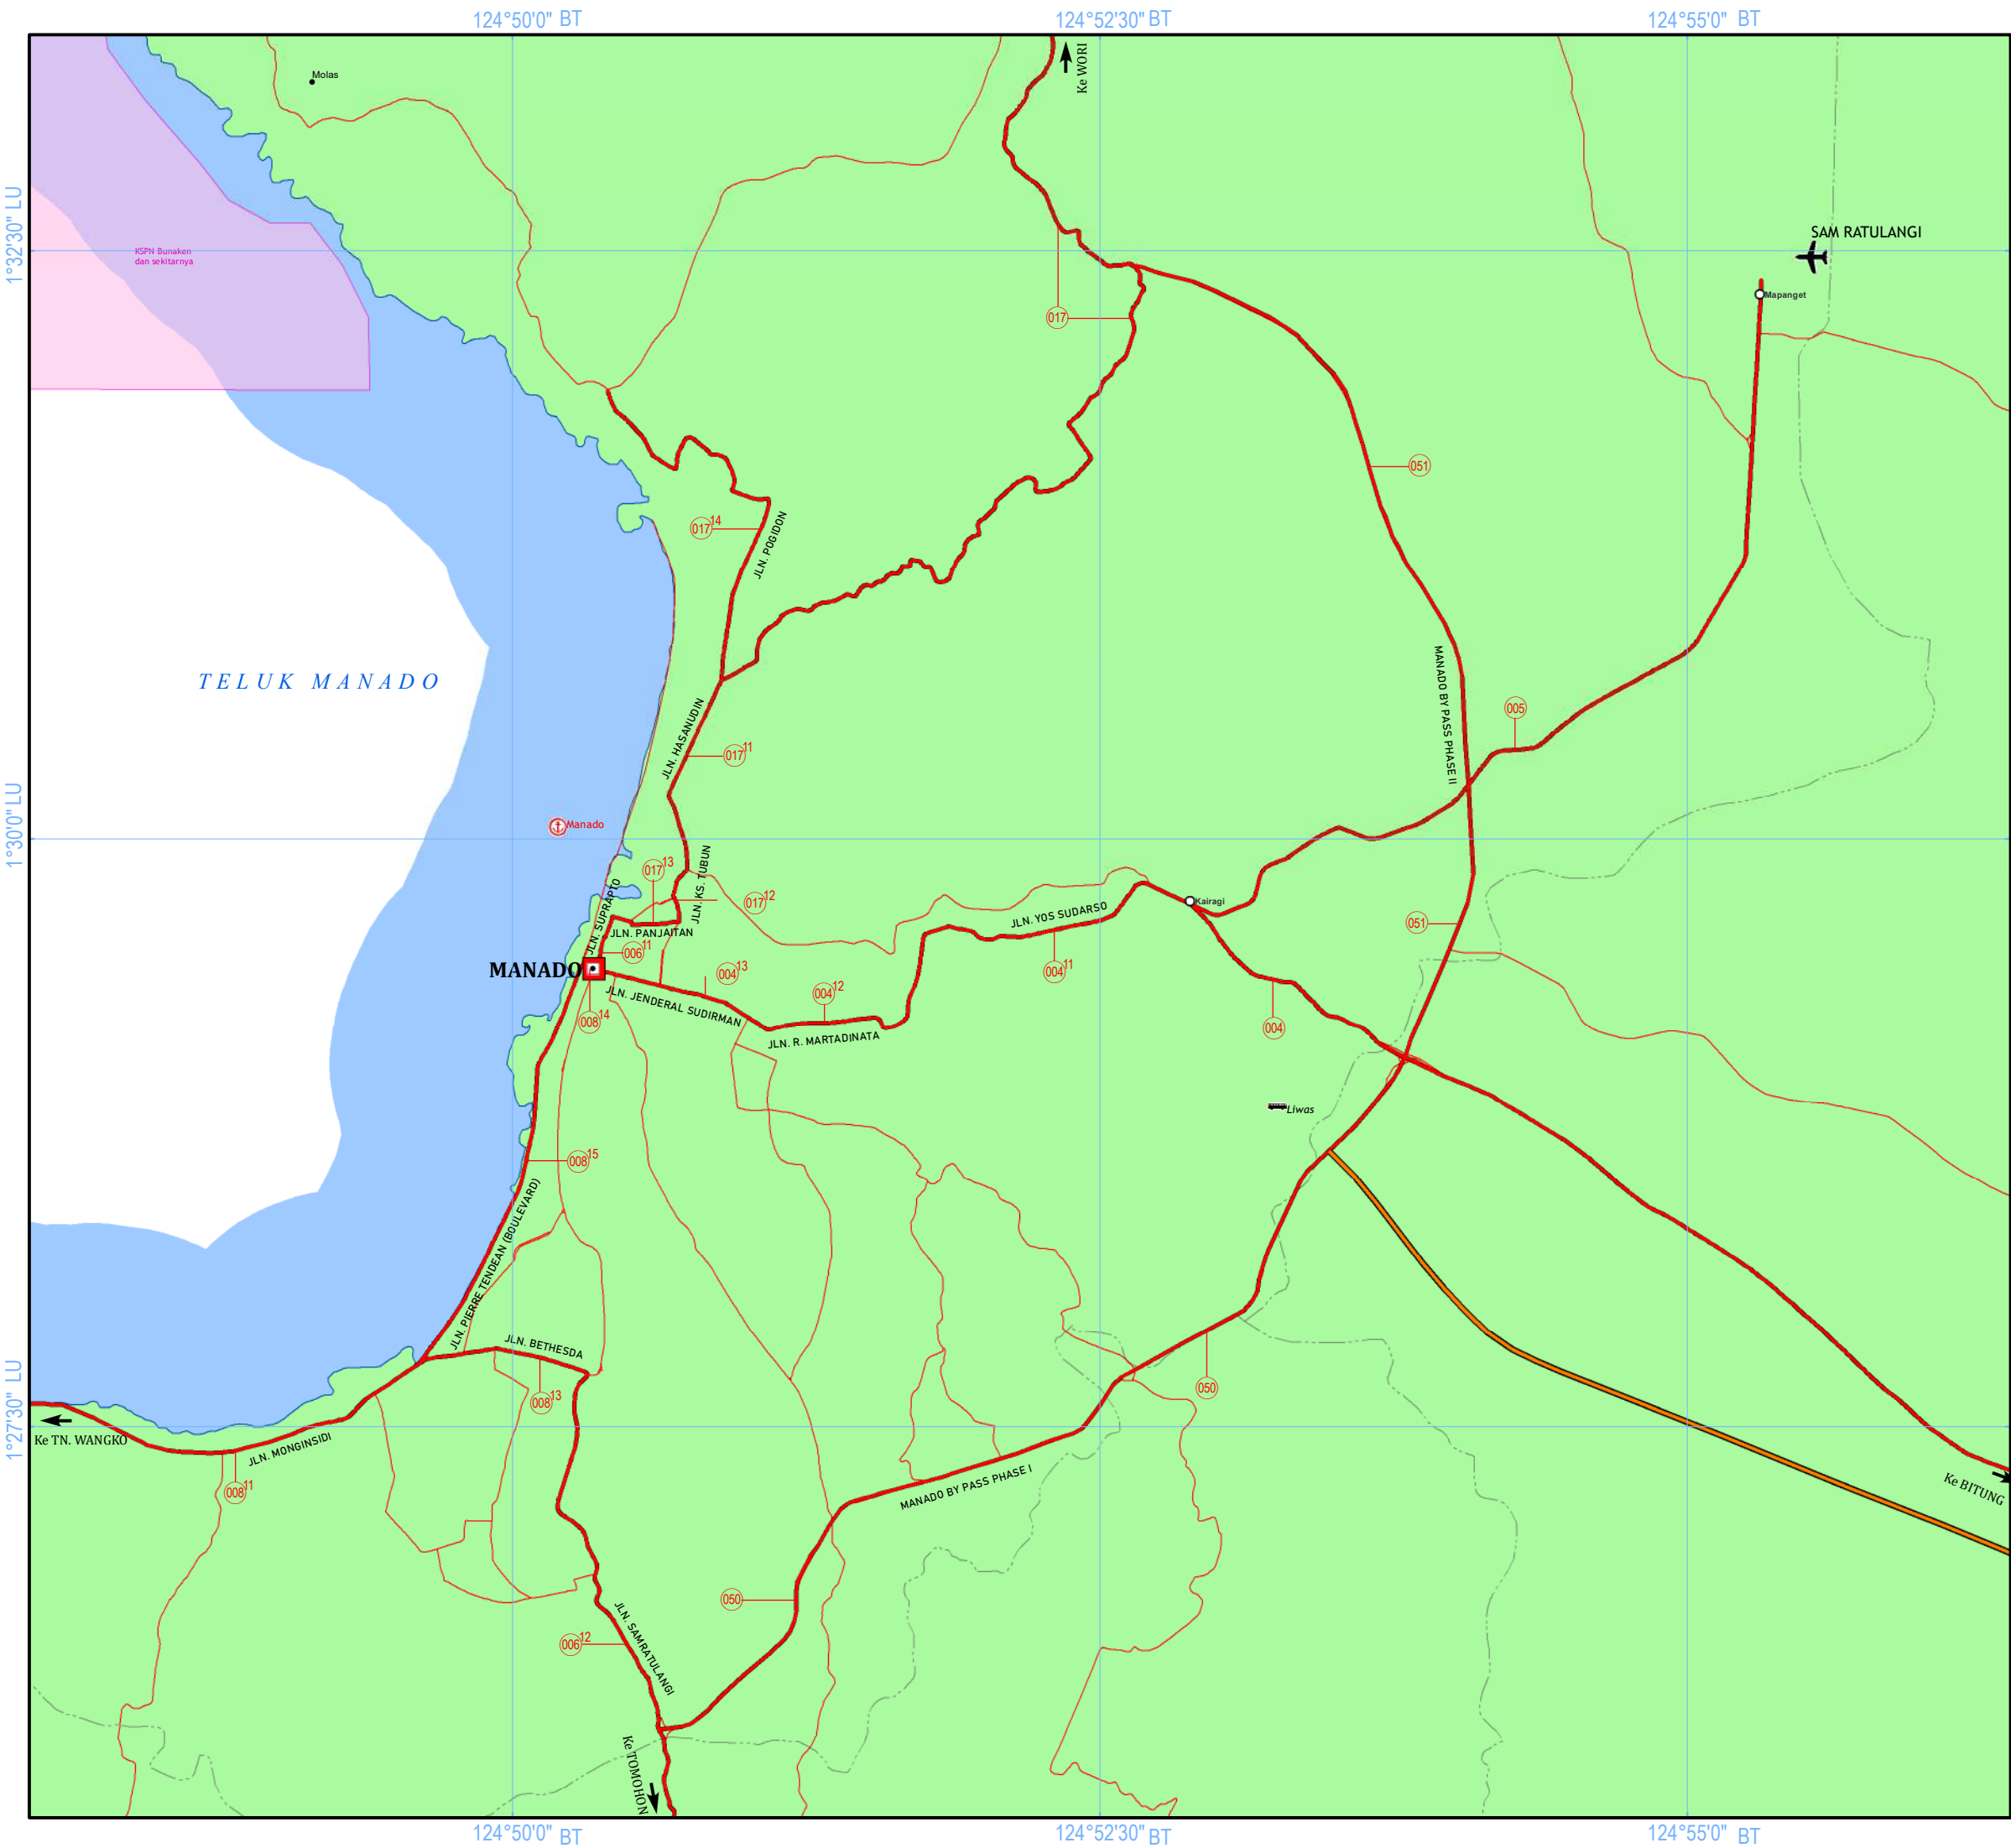 124°50'0" BT
124°52'30" BT
124°55'0" BT
Ke WORI
Molas
1°32'30" LU
SAM RATULANGI
KSPN Bunaken
dan sekitarnya
Mapanget
017
051
017 14
JLN. POGIDON
TELUK MANADO
MANADO BY PASS PHASE II
005
JLN. HASANUDIN
017 11
1°30'0" LU
Manado
JLN. KS. TUBUN
017 13
JLN. SUPRAPTO
017 12
Kairagi
JLN. YOS SUDARSO
051
JLN. PANJAITAN
006 11
MANADO
004 13
004 11
JLN. JENDERAL SUDIRMAN
004 12
008 14
004
JLN. R. MARTADINATA
Liwas
008 15
JLN. PIERRE TENDEAN (BOULEVARD)
JLN. BETHESDA
050
008 13
1°27'30" LU
Ke TN. WANGKO
JLN. MONGINSIDI
008 11
MANADO BY PASS PHASE I
Ke BITUNG
050
JLN. SAMRATULANGI
006 12
Ke TOMOHON
124°50'0" BT
124°52'30" BT
124°55'0" BT